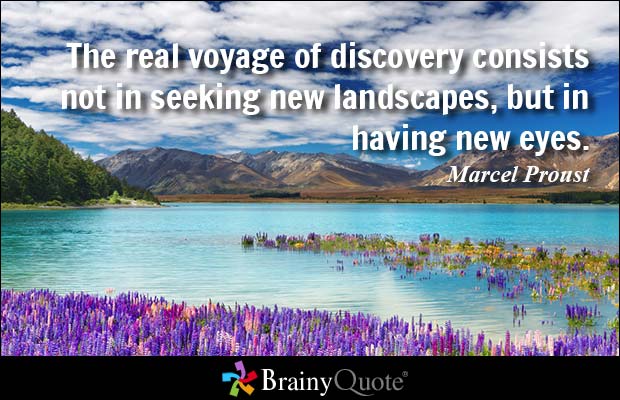 The real voyage of discovery consists
not in seeking new landscapes, but in
having new eyes.
Marcel Proust
BrainyQuote®